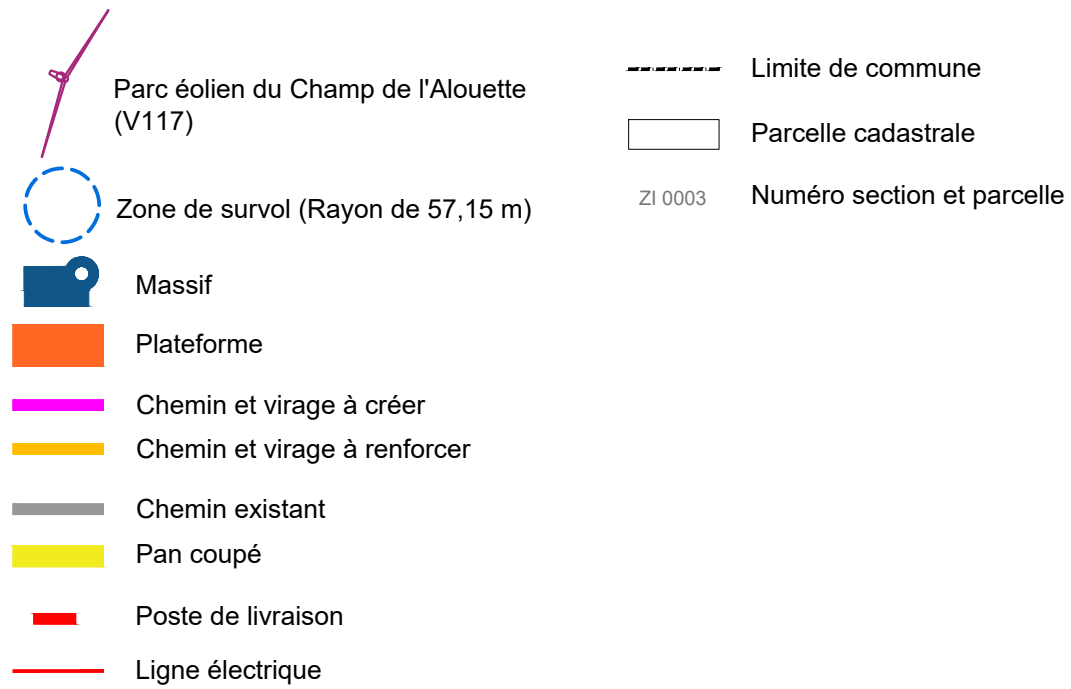 Parc éolien du Champ de l'Alouette
(V117)
Zone de survol (Rayon de 57,15 m)
Massif
Plateforme
Chemin et virage à créer
Chemin et virage à renforcer
Chemin existant
Pan coupé
Poste de livraison
Ligne électrique
Limite de commune
Parcelle cadastrale
ZI 0003 Numéro section et parcelle